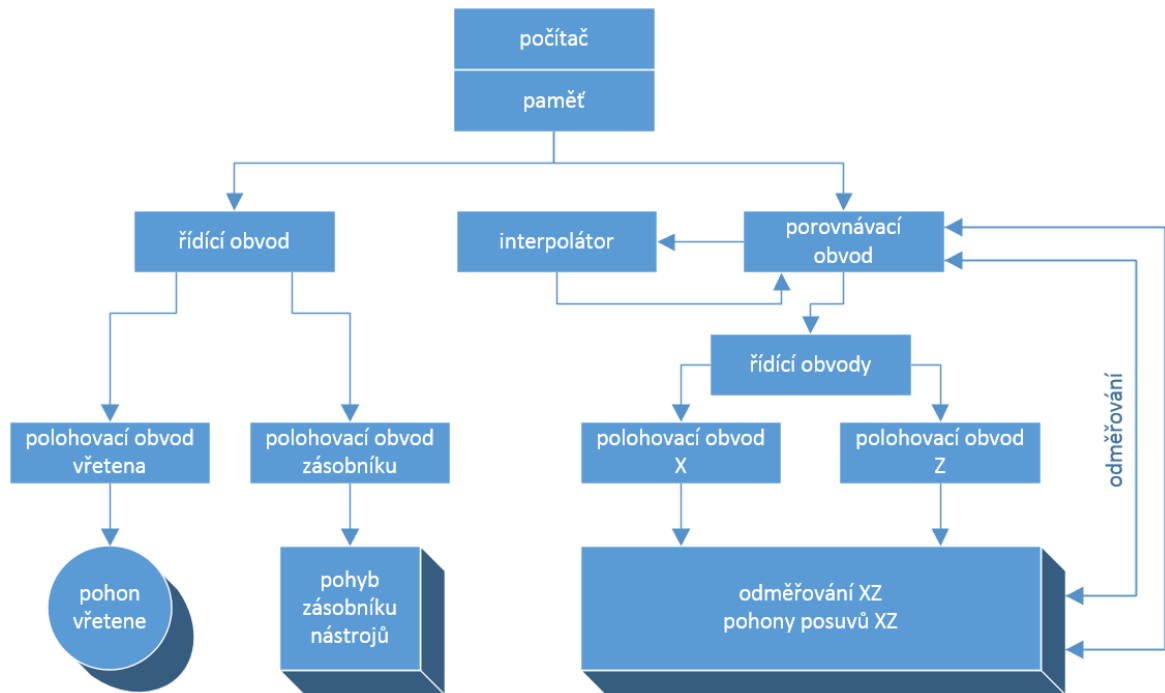 počítač
paměť
řídící obvod
interpolátor
porovnávací
obvod
řídící obvody
odměřování
polohovací obvod
vřetena
polohovací obvod
zásobníku
polohovací obvod
X
polohovací obvod
Z
pohon
vřetene
pohyb
zásobníku
nástrojů
odměřování XZ
pohony posuvů XZ